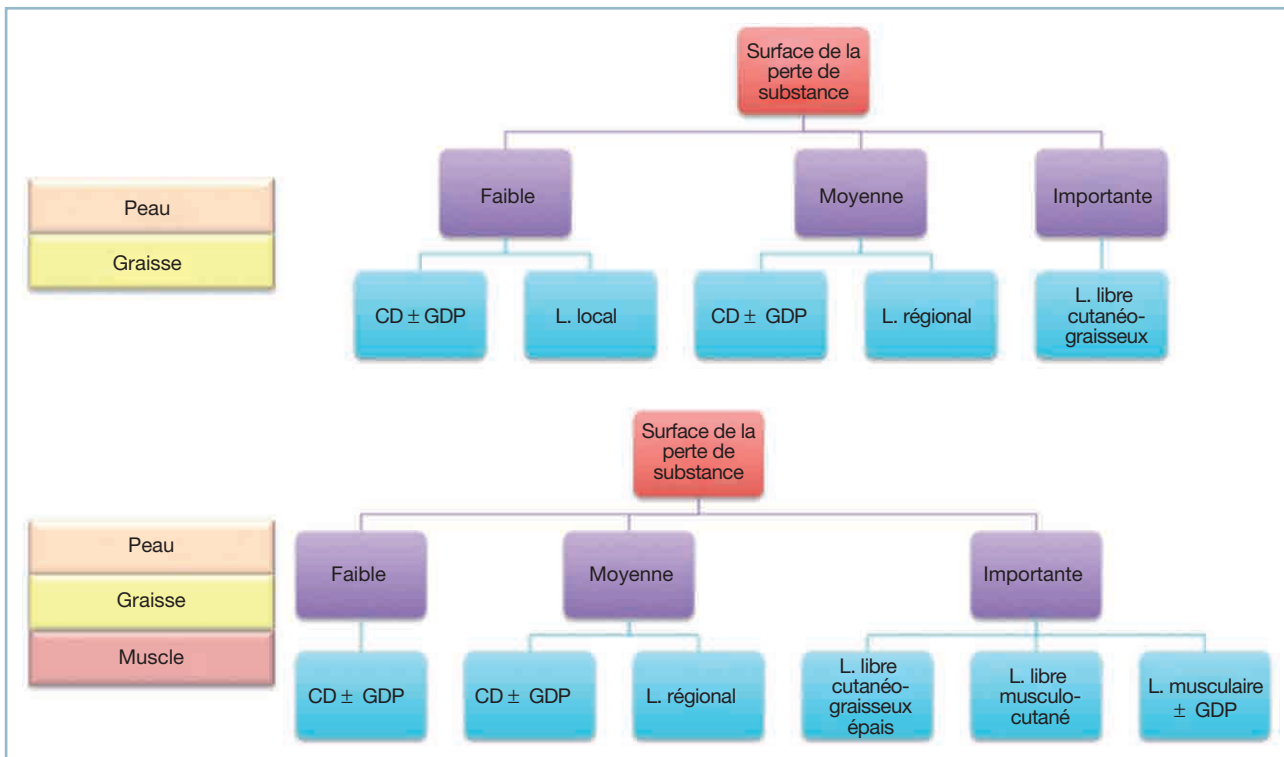 Surface de la
perte de
substance
Peau
Graisse
Faible
Moyenne
Importante
CD ± GDP
L. local
CD ± GDP
L. régional
L. libre
cutanéo-
graisseux
Surface de la
perte de
substance
Peau
Graisse
Muscle
Faible
Moyenne
Importante
CD ± GDP
CD ± GDP
L. régional
L. libre
cutanéo-
graisseux
épais
L. libre
musculo-
cutané
L. musculaire
± GDP